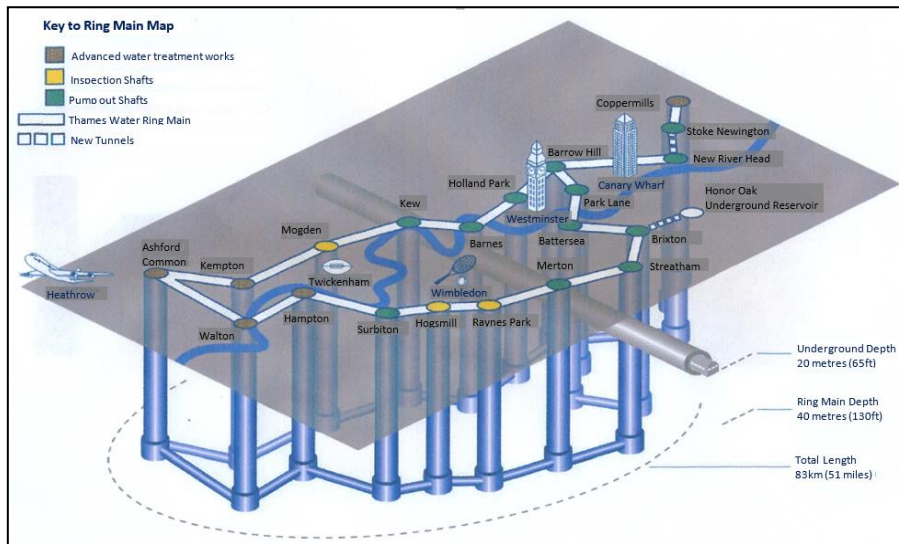 Key to Ring Main Map
Advanced water treatment works
Inspection Shafts
Pump out Shafts
Thames Water Ring Main
New Tunnels
Coppermills
Stoke Newington
Barrow Hill
New River Head
Holland Park
Canary Wharf
Honor Oak
Underground Reservoir
Kew
Park Lane
Westminster
Mogden
Barnes
Battersea
Brixton
Ashford
Common
Kempton
Merton
Streatham
Twickenham
Wimbledon
Heathrow
Hampton
Walton
Surbiton
Hogsmill
Raynes Park
Underground Depth
20 metres (65ft)
Ring Main Depth
40 metres (130ft)
Total Length
83km (51 miles)